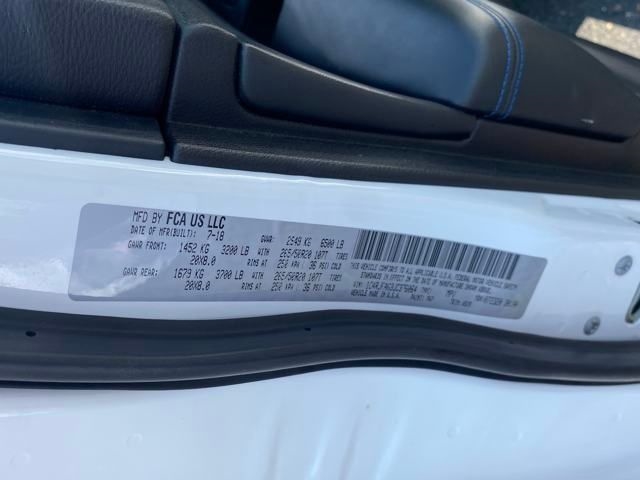 MFD BY FCA US LLC
DATE OF MFR(BUILT): 7-18 GVWR: 2949 KG 6500 LB
GAWR FRONT: 1452 KG 3200 LB WITH 265/50R20 107T TIRES
20X8.0 RIMS AT 250 KPA / 36 PSI COLD
GAWR REAR: 1679 KG 3700 LB WITH 265/50R20 107T TIRES
20X8.0 RIMS AT 250 KPA / 36 PSI COLD
THIS VEHICLE CONFORMS TO ALL APPLICABLE U.S.A. FEDERAL MOTOR VEHICLE SAFETY
STANDARDS IN EFFECT ON THE DATE OF MANUFACTURE SHOWN ABOVE.
VIN:
VEHICLE MADE IN
PAINT: PW7